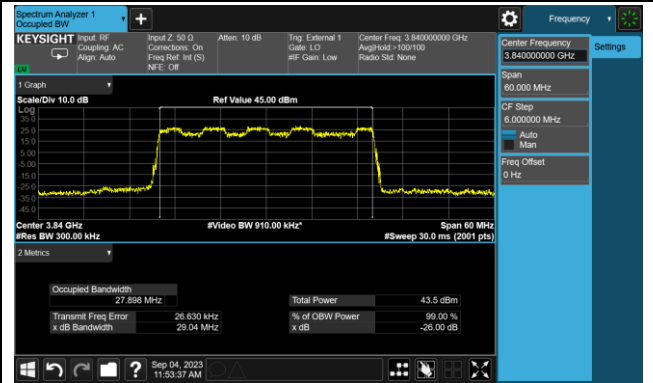 Spectrum Analyzer 1
Occupied BW
Frequency
KEYSIGHT
Input: RF
Coupling: AC
Align: Auto
Input Z: 50 Ω
Corrections: On
Freq Ref: Int (S)
NFE: Off
Atten: 10 dB
Trig: External 1
Gate: LO
#IF Gain: Low
Center Freq: 3.840000000 GHz
Avg|Hold:>100/100
Radio Std: None
Center Frequency
3.840000000 GHz
Settings
Span
60.000 MHz
CF Step
6.000000 MHz
Auto
Man
Freq Offset
0 Hz
1 Graph
Scale/Div 10.0 dB
Ref Value 45.00 dBm
Log
35.0
25.0
15.0
5.00
-5.00
-15.0
-25.0
-35.0
-45.0
Center 3.84 GHz
#Video BW 910.00 kHz*
Span 60 MHz
#Res BW 300.00 kHz
#Sweep 30.0 ms (2001 pts)
2 Metrics
Occupied Bandwidth
27.898 MHz
Total Power
43.5 dBm
Transmit Freq Error
26.630 kHz
% of OBW Power
99.00 %
x dB Bandwidth
29.04 MHz
x dB
-26.00 dB
?
Sep 04, 2023
11:53:37 AM